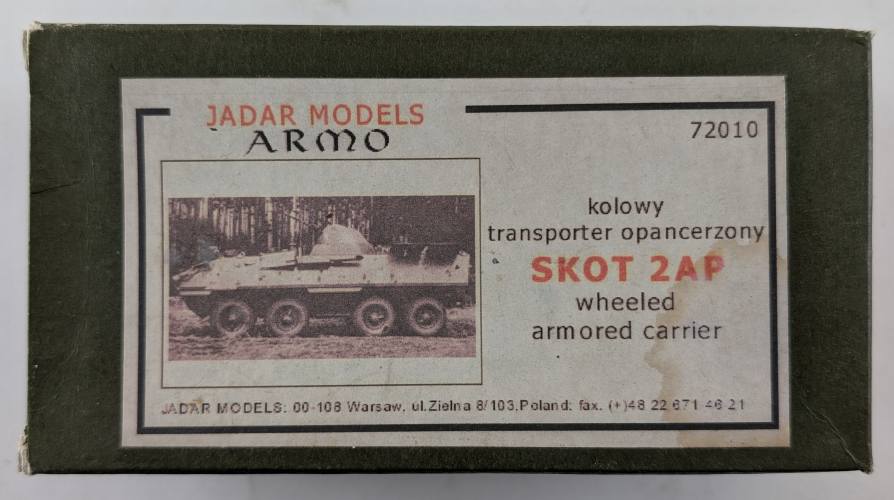 JADAR MODELS
ARMO
72010
kolowy
transporter opancerzony
SKOT 2AP
wheeled
armored carrier
JADAR MODELS: 00-108 Warsaw, ul.Zielna 8/103,Poland: fax. (+)48 22 671 46 21